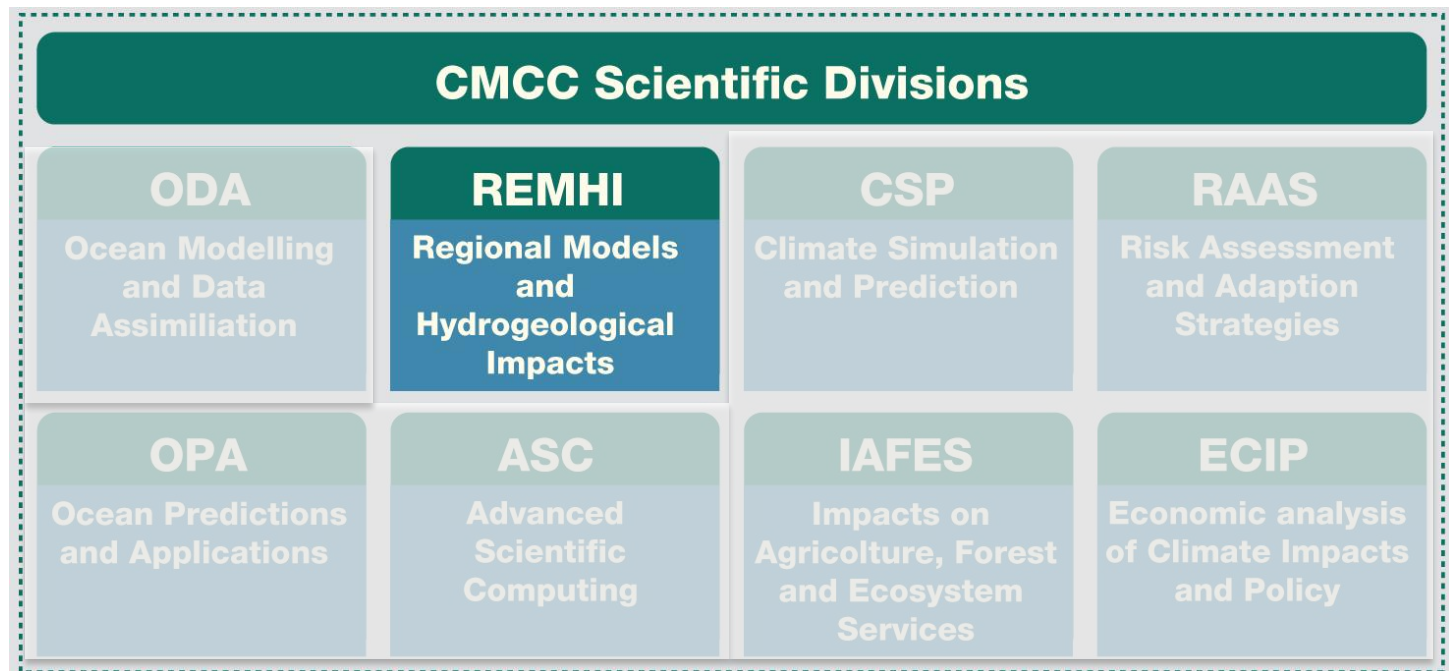 CMCC Scientific Divisions
ODA
Ocean Modelling
and Data
Assimiliation
REMHI
Regional Models
and
Hydrogeological
Impacts
CSP
Climate Simulation
and Prediction
RAAS
Risk Assessment
and Adaption
Strategies
OPA
Ocean Predictions
and Applications
ASC
Advanced
Scientific
Computing
IAFES
Impacts on
Agricolture, Forest
and Ecosystem
Services
ECIP
Economic analysis
of Climate Impacts
and Policy